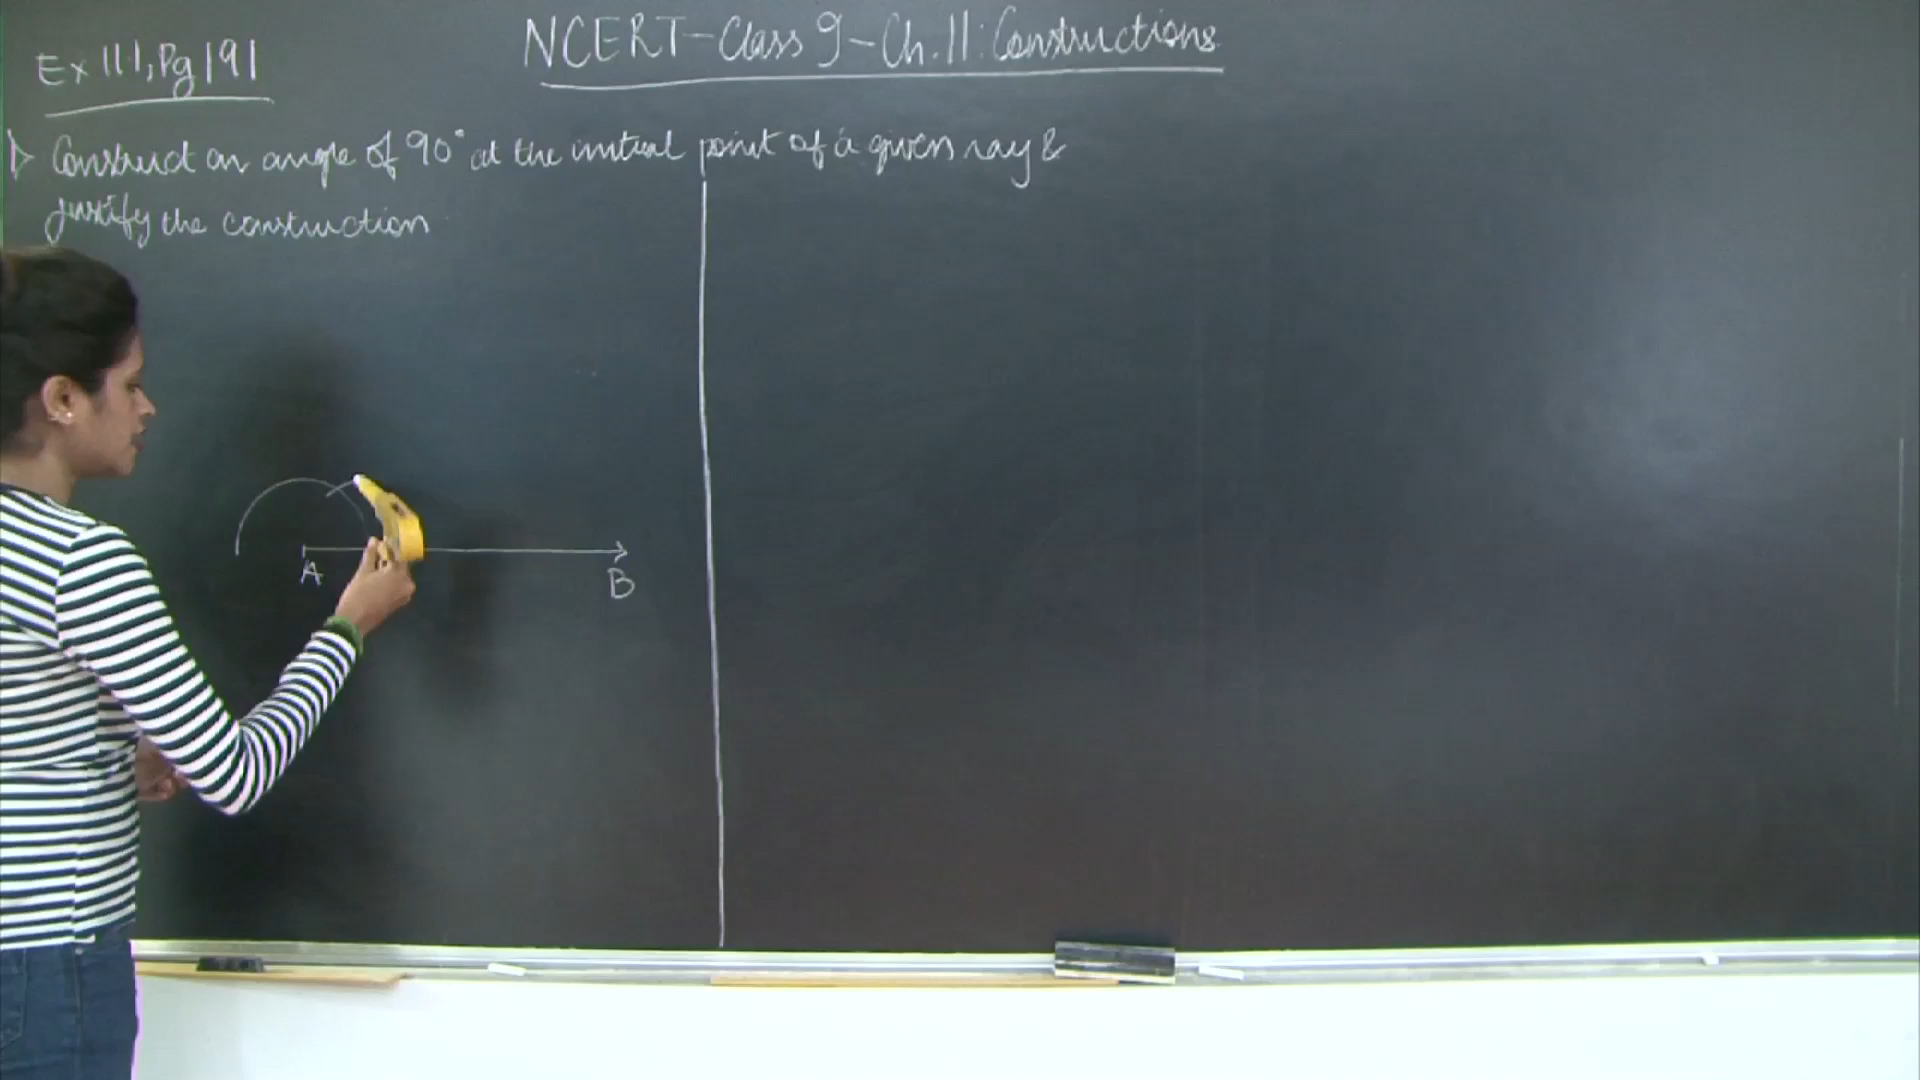 NCERT-Class 9-Ch.11: Constructions
Ex 11.1, Pg 191
Construct an angle of 90° at the initial point of a given ray &
justify the construction
A
B